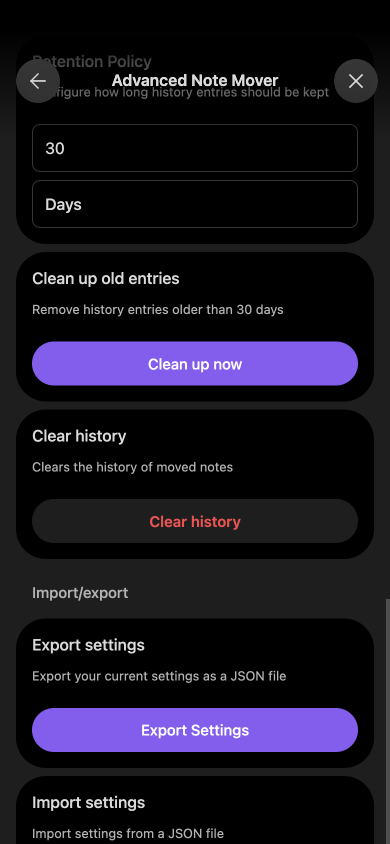 Retention Policy
Advanced Note Mover
figure how long history entries should be kept
30
Days
Clean up old entries
Remove history entries older than 30 days
Clean up now
Clear history
Clears the history of moved notes
Clear history
Import/export
Export settings
Export your current settings as a JSON file
Export Settings
Import settings
Import settings from a JSON file